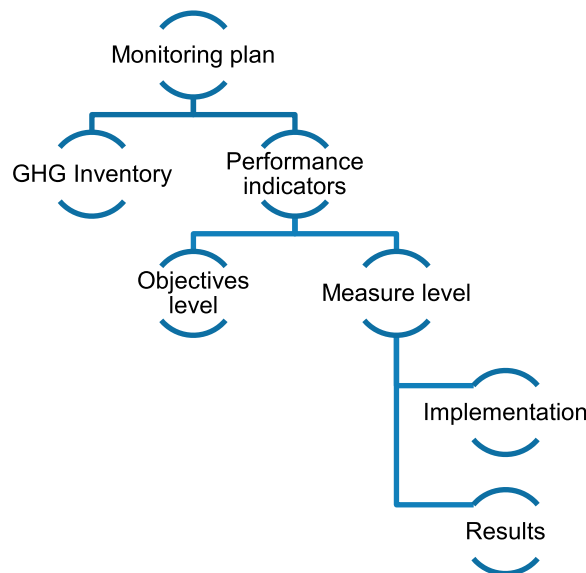 Monitoring plan
GHG Inventory
Performance
indicators
Objectives
level
Measure level
Implementation
Results